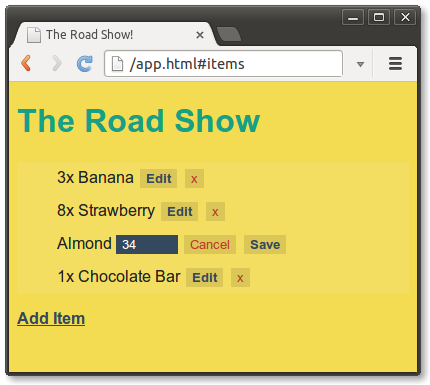 The Road Show!
/app.html#items
The Road Show
3x Banana Edit x
8x Strawberry Edit x
Almond 34 Cancel Save
1x Chocolate Bar Edit x
Add Item